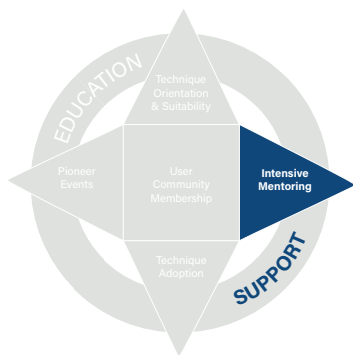 EDUCATION
Technique
Orientation
& Suitability
Pioneer
Events
User
Community
Membership
Intensive
Mentoring
Technique
Adoption
SUPPORT